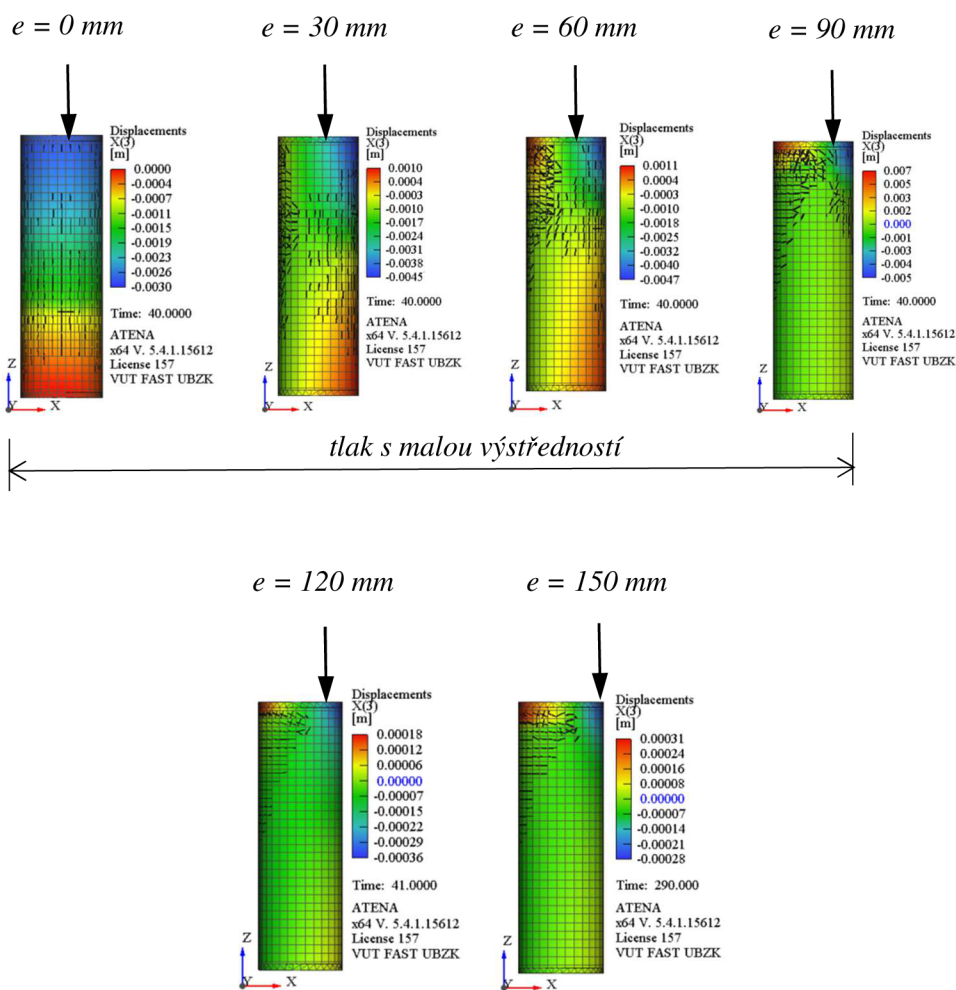 e = 0 mm
e = 30 mm
e = 60 mm
e = 90 mm
Displacements
X(3)
[m]
0.0000
-0.0004
-0.0007
-0.0011
-0.0015
-0.0019
-0.0023
-0.0026
-0.0030
Time: 40.0000
ATENA
x64 V. 5.4.1.15612
License 157
VUT FAST UBZK
Z
Y
X
Displacements
X(3)
[m]
0.0010
0.0004
-0.0003
-0.0010
-0.0017
-0.0024
-0.0031
-0.0038
-0.0045
Time: 40.0000
ATENA
x64 V. 5.4.1.15612
License 157
VUT FAST UBZK
Z
Y
X
Displacements
X(3)
[m]
0.0011
0.0004
-0.0003
-0.0010
-0.0018
-0.0025
-0.0032
-0.0040
-0.0047
Time: 40.0000
ATENA
x64 V. 5.4.1.15612
License 157
VUT FAST UBZK
Z
Y
X
Displacements
X(3)
[m]
0.007
0.005
0.003
0.002
0.000
-0.001
-0.003
-0.004
-0.005
Time: 40.0000
ATENA
x64 V. 5.4.1.15612
License 157
VUT FAST UBZK
Z
Y
X
tlak s malou výstředností
e = 120 mm
e = 150 mm
Displacements
X(3)
[m]
0.00018
0.00012
0.00006
0.00000
-0.00007
-0.00015
-0.00022
-0.00029
-0.00036
Time: 41.0000
ATENA
x64 V. 5.4.1.15612
License 157
VUT FAST UBZK
Z
Y
X
Displacements
X(3)
[m]
0.00031
0.00024
0.00016
0.00008
0.00000
-0.00007
-0.00014
-0.00021
-0.00028
Time: 290.000
ATENA
x64 V. 5.4.1.15612
License 157
VUT FAST UBZK
Z
Y
X